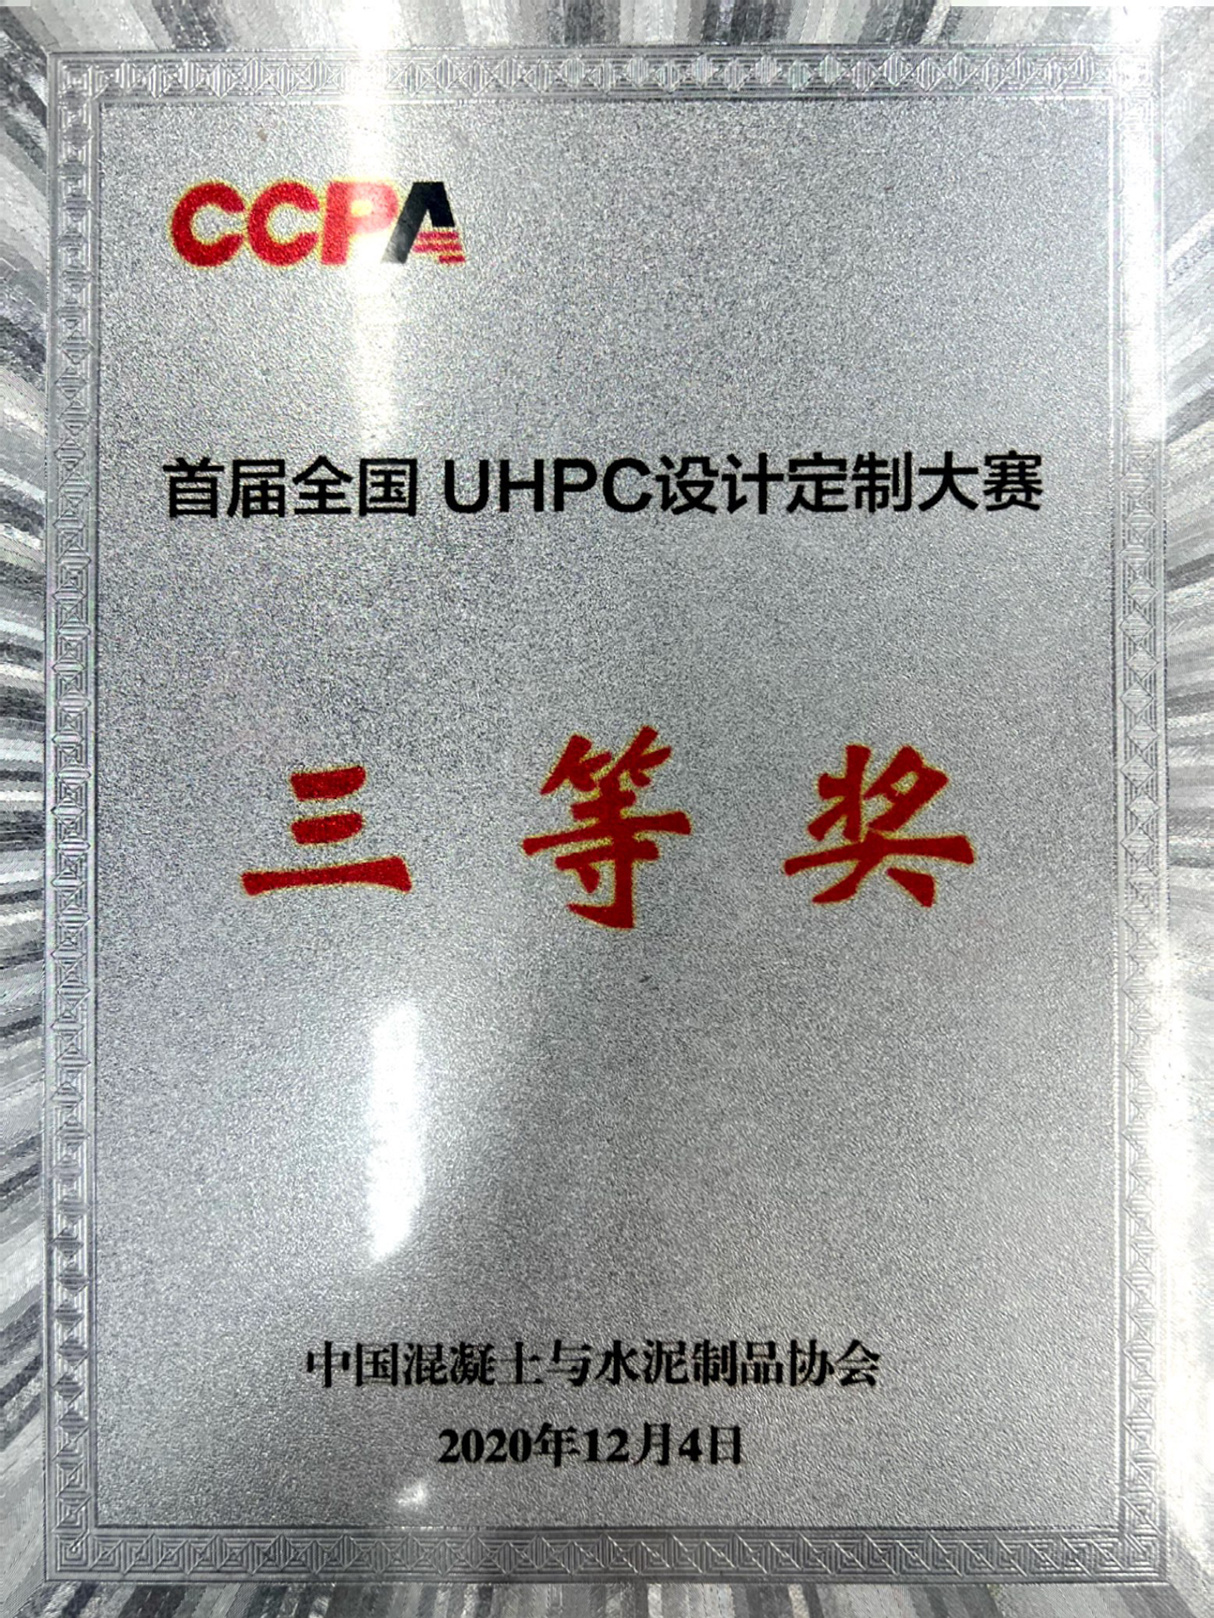 CCPA
首届全国 UHPC设计定制大赛
三等奖
中国混凝土与水泥制品协会
2020年12月4日